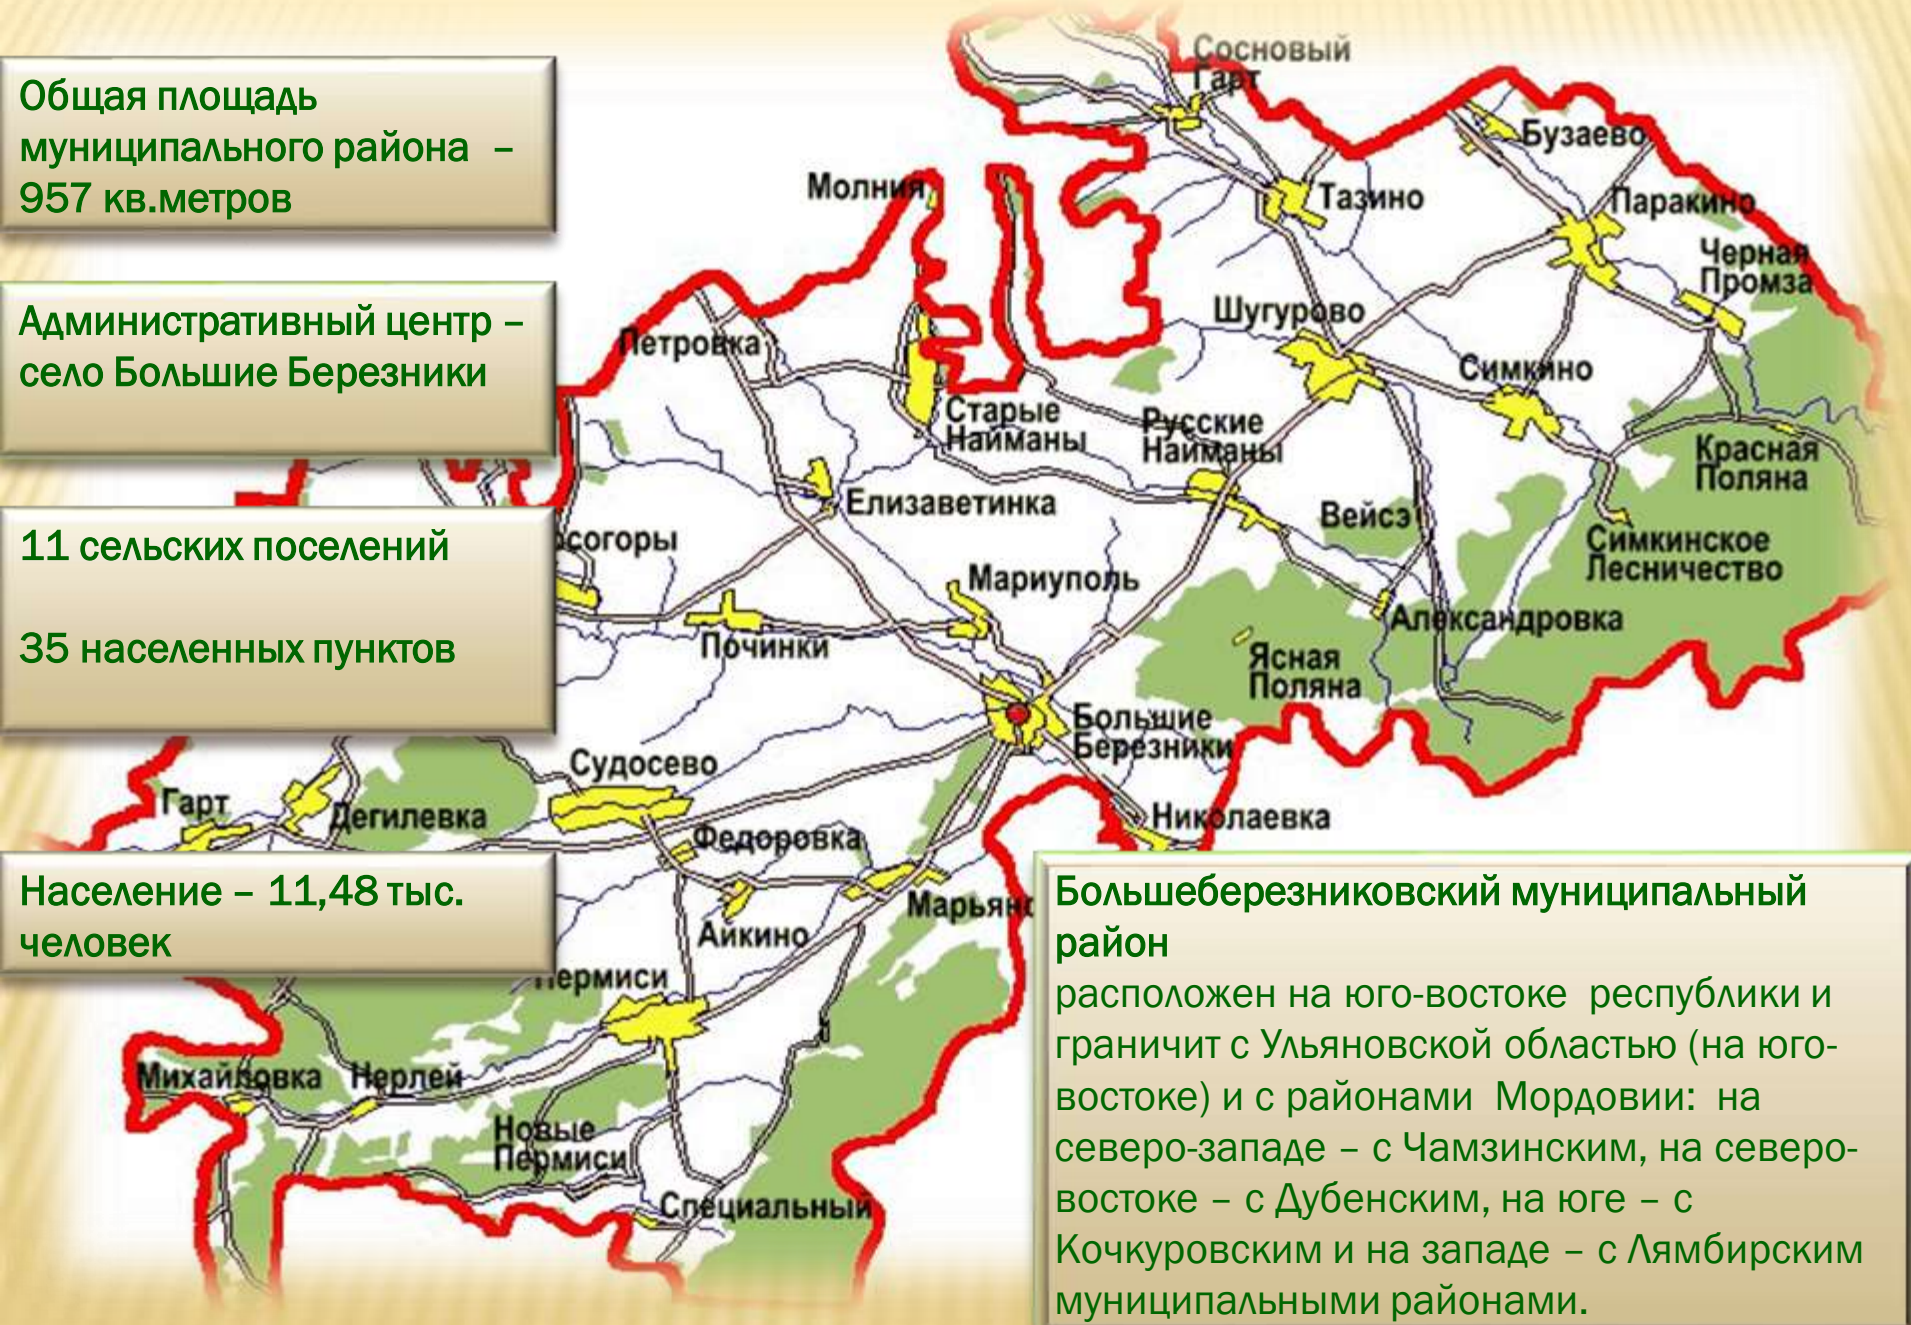 Общая площадь
муниципального района –
957 кв.метров
Административный центр –
село Большие Березники
11 сельских поселений
35 населенных пунктов
Население – 11,48 тыс.
человек
Сосновый
Гарт
Бузаево
Молния
Тазино
Паракино
Черная
Промза
Шугурово
Петровка
Симкино
Старые
Найманы
Русские
Найманы
Красная
Поляна
Елизаветинка
Вейсэ
Симкинское
Лесничество
согоры
Мариуполь
Александровка
Починки
Ясная
Поляна
Большие
Березники
Судосево
Гарт
Дегилевка
Николаевка
Федоровка
Марьяно
Айкино
Пермиси
Михайловка
Нерлей
Новые
Пермиси
Специальный
Большеберезниковский муниципальный
район
расположен на юго-востоке республики и
граничит с Ульяновской областью (на юго-
востоке) и с районами Мордовии: на
северо-западе – с Чамзинским, на северо-
востоке – с Дубенским, на юге – с
Кочкуровским и на западе – с Лямбирским
муниципальными районами.